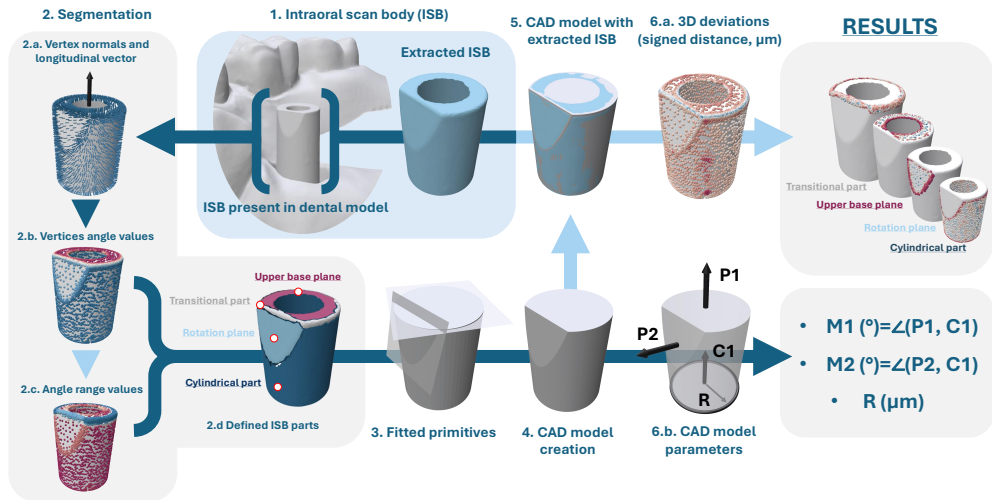 2. Segmentation
2.a. Vertex normals and
longitudinal vector
2.b. Vertices angle values
2.c. Angle range values
1. Intraoral scan body (ISB)
Extracted ISB
ISB present in dental model
5. CAD model with
extracted ISB
6.a. 3D deviations
(signed distance, µm)
RESULTS
Transitional part
Upper base plane
Rotation plane
Cylindrical part
Upper base plane
Transitional part
Rotation plane
Cylindrical part
2.d Defined ISB parts
3. Fitted primitives
4. CAD model
creation
P1
P2
C1
R
6.b. CAD model
parameters
• M1 (°)=∠(P1, C1)
• M2 (°)=∠(P2, C1)
• R (µm)